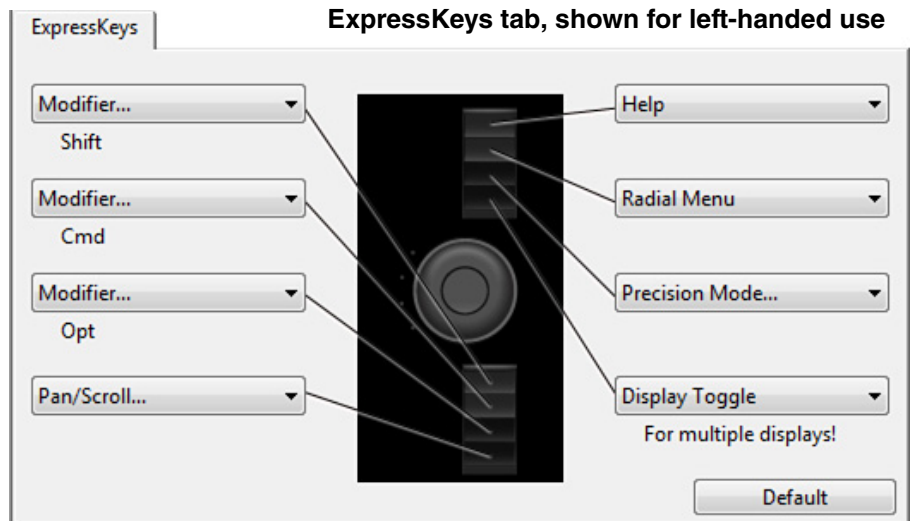 ExpressKeys tab, shown for left-handed use
ExpressKeys
Modifier...
Shift
Modifier...
Cmd
Modifier...
Opt
Pan/Scroll...
Help
Radial Menu
Precision Mode...
Display Toggle
For multiple displays!
Default